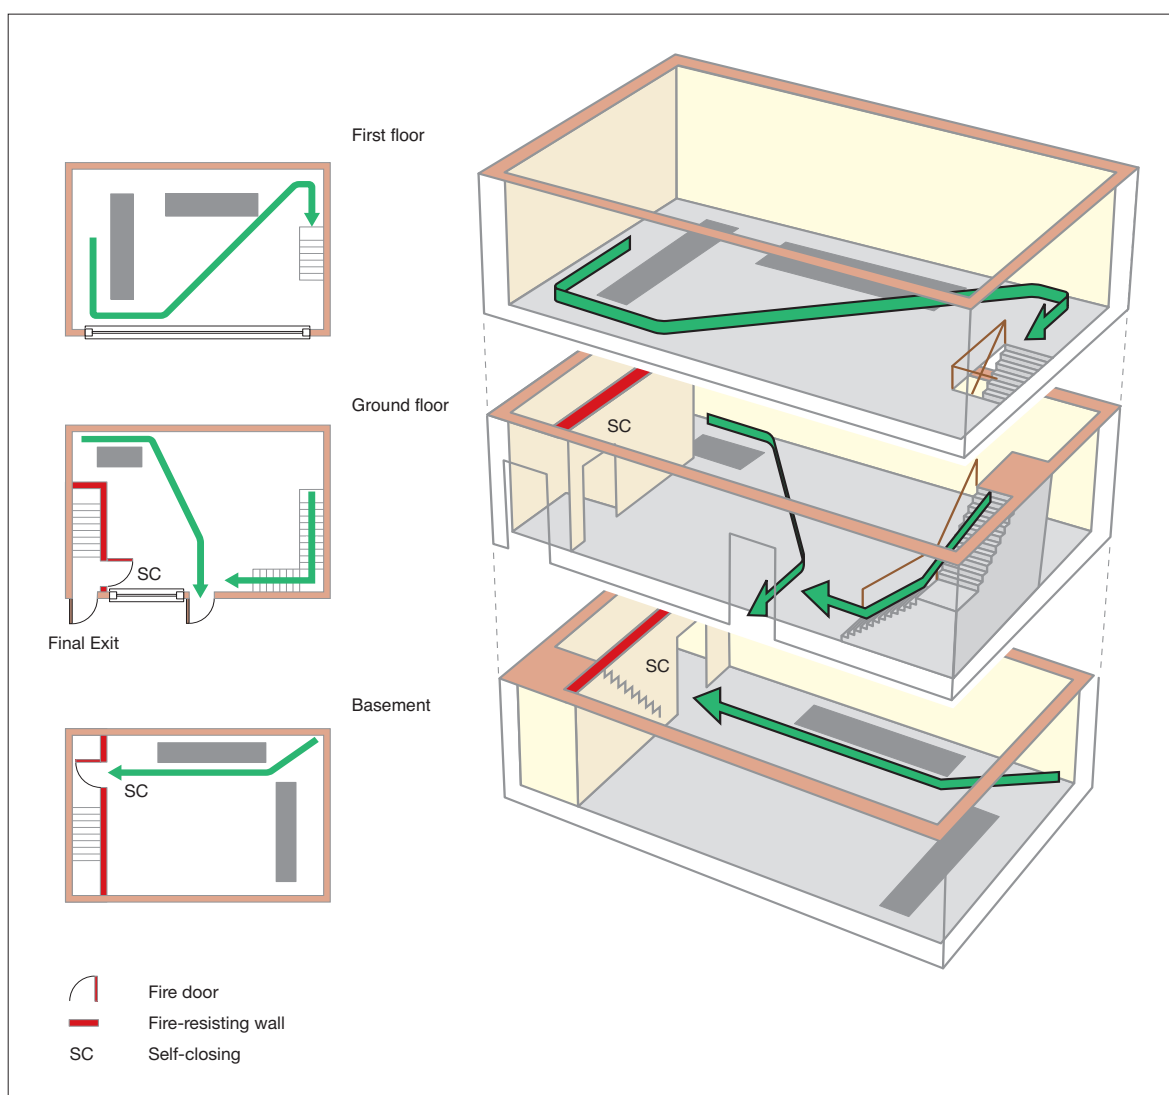 First floor
Ground floor
SC
SC
Final Exit
SC
Basement
SC
Fire door
Fire-resisting wall
SC Self-closing